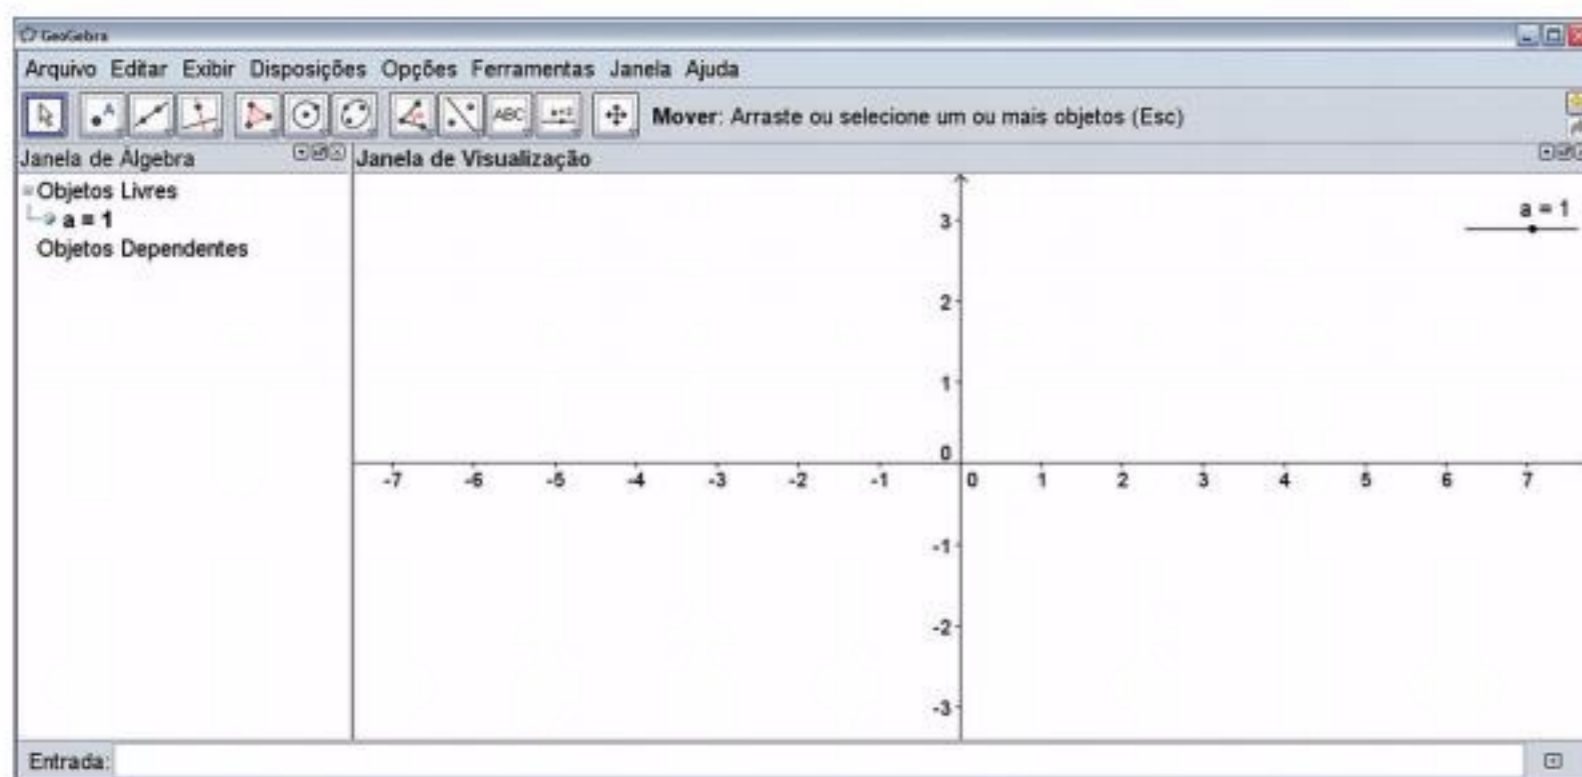 GeoGebra
Arquivo Editar Exibir Disposições Opções Ferramentas Janela Ajuda
A ABC a=2 Mover: Arraste ou selecione um ou mais objetos (Esc)
Janela de Álgebra Janela de Visualização
Objetos Livres
a = 1
Objetos Dependentes
a = 1
3
2
1
0
-7 -6 -5 -4 -3 -2 -1 0 1 2 3 4 5 6 7
-1
-2
-3
Entrada: